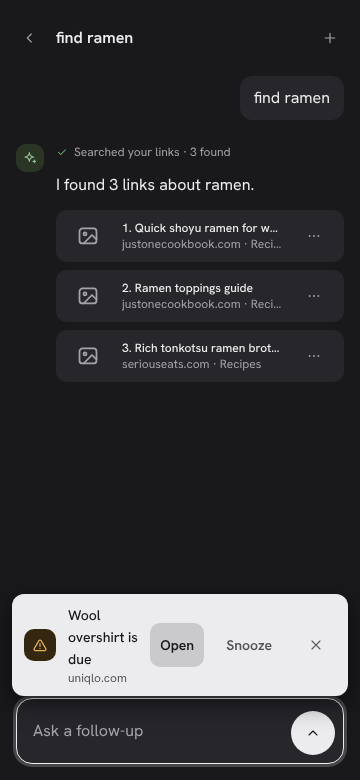 find ramen
find ramen
Searched your links · 3 found
I found 3 links about ramen.
1. Quick shoyu ramen for w...
justonecookbook.com · Reci...
2. Ramen toppings guide
justonecookbook.com · Reci...
3. Rich tonkotsu ramen brot...
seriouseats.com · Recipes
Wool
overshirt is
due
uniqlo.com
Open
Snooze
Ask a follow-up